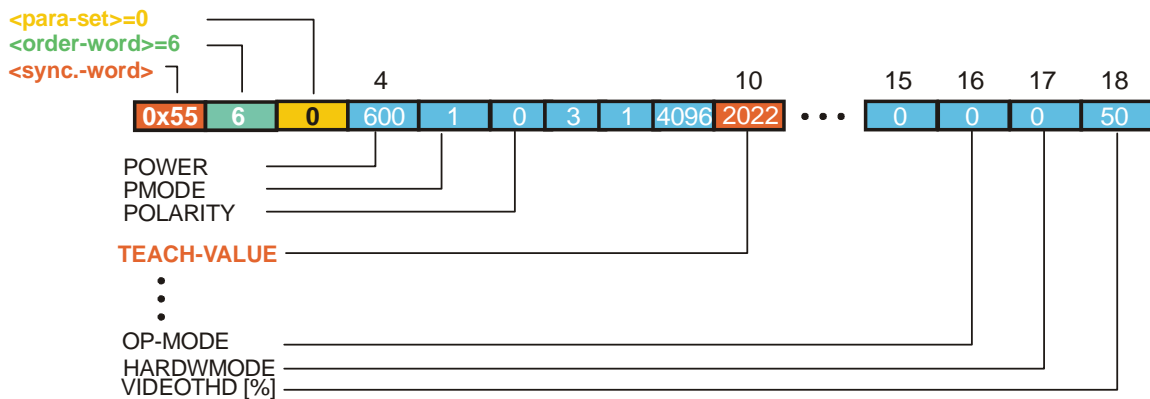 <para-set>=0
<order-word>=6
<sync.-word>
4 10 15 16 17 18
0x55 6 0 600 1 0 3 1 4096 2022 • • • 0 0 0 50
POWER
PMODE
POLARITY
TEACH-VALUE
•
•
•
OP-MODE
HARDWMODE
VIDEOTHD [%]